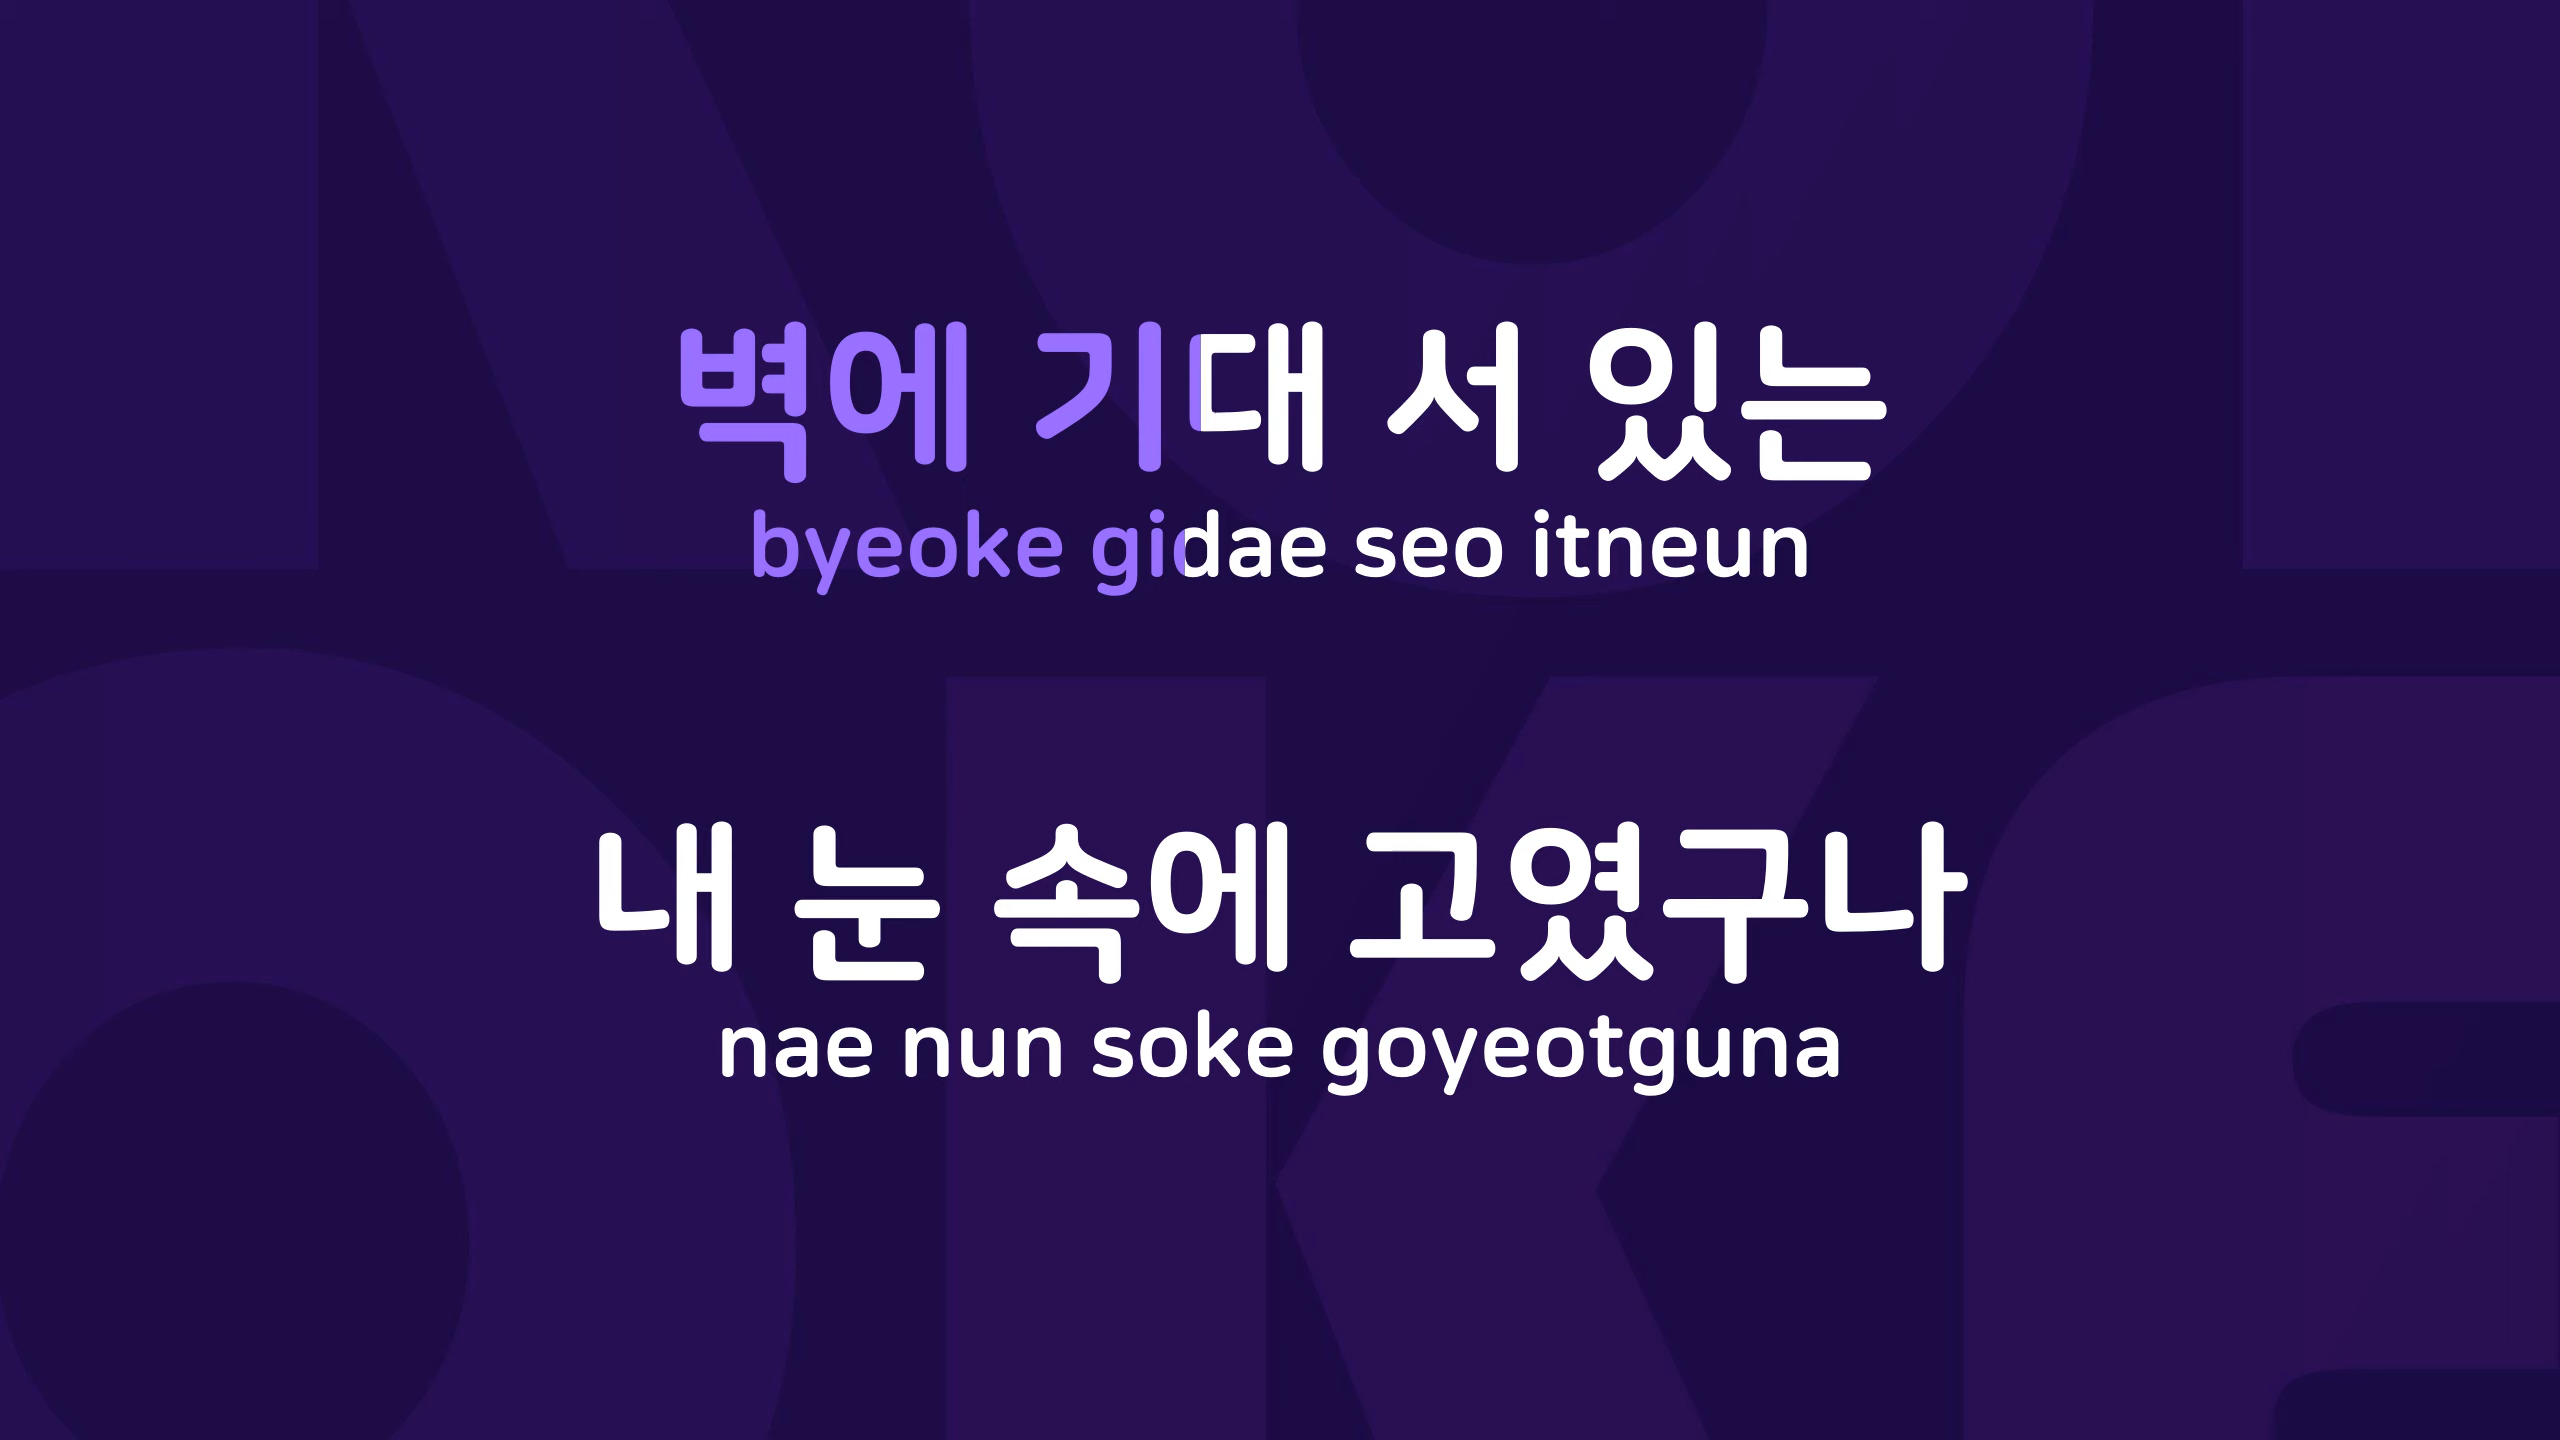 벽에 기대 서 있는
byeoke gidae seo itneun
내 눈 속에 고였구나
nae nun soke goyeotguna